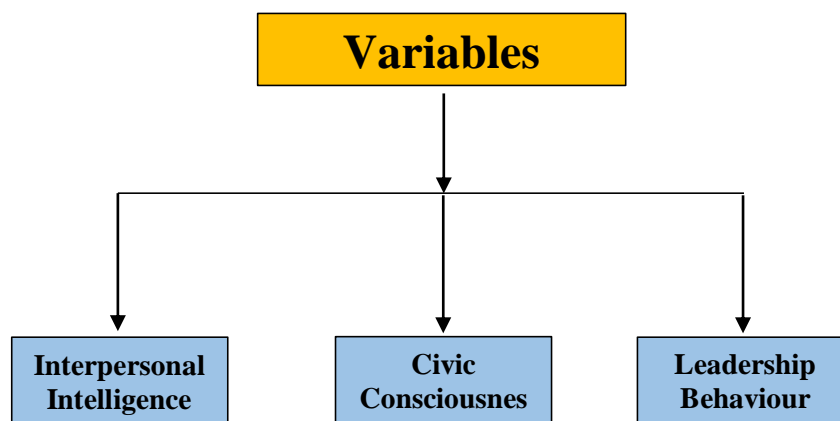 Variables
Interpersonal
Intelligence
Civic
Consciousnes
Leadership
Behaviour